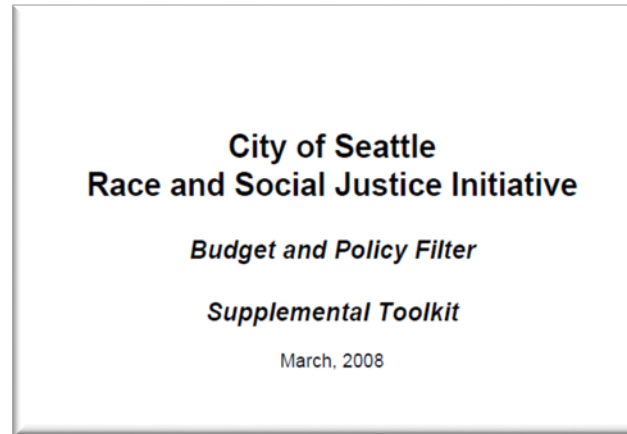 City of Seattle
Race and Social Justice Initiative
Budget and Policy Filter
Supplemental Toolkit
March, 2008